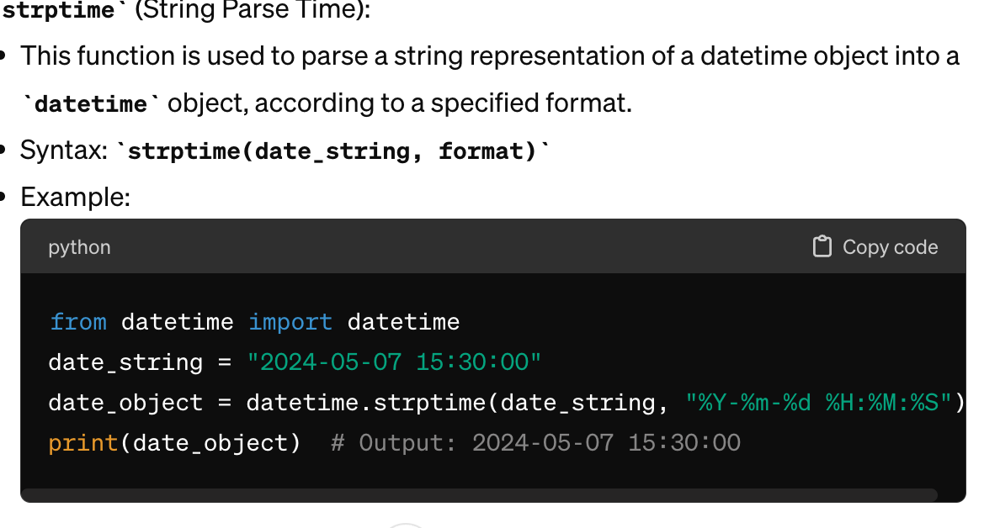 strptime` (String Parse Time):
• This function is used to parse a string representation of a datetime object into a
`datetime` object, according to a specified format.
• Syntax: `strptime(date_string, format)`
• Example:
python Copy code
from datetime import datetime
date_string = "2024-05-07 15:30:00"
date_object = datetime.strptime(date_string, "%Y-%m-%d %H:%M:%S")
print(date_object)  # Output: 2024-05-07 15:30:00